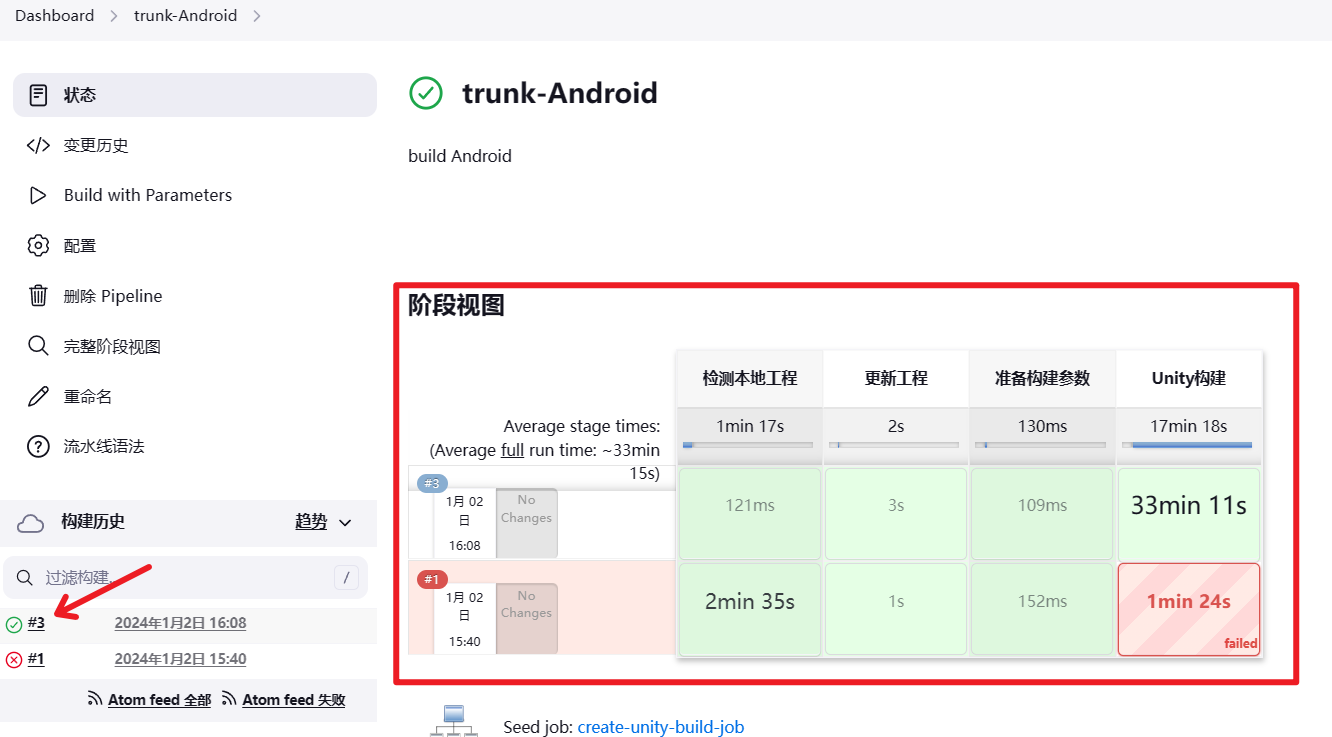 Dashboard
trunk-Android
状态
变更历史
Build with Parameters
配置
删除 Pipeline
完整阶段视图
重命名
流水线语法
构建历史
趋势
过滤构建...
/
#3
2024年1月2日 16:08
#1
2024年1月2日 15:40
Atom feed 全部
Atom feed 失败
trunk-Android
build Android
阶段视图
检测本地工程
更新工程
准备构建参数
Unity构建
Average stage times:
(Average full run time: ~33min
15s)
1min 17s
2s
130ms
17min 18s
#3
1月 02
日
16:08
No
Changes
121ms
3s
109ms
33min 11s
#1
1月 02
日
15:40
No
Changes
2min 35s
1s
152ms
1min 24s
failed
Seed job: create-unity-build-job